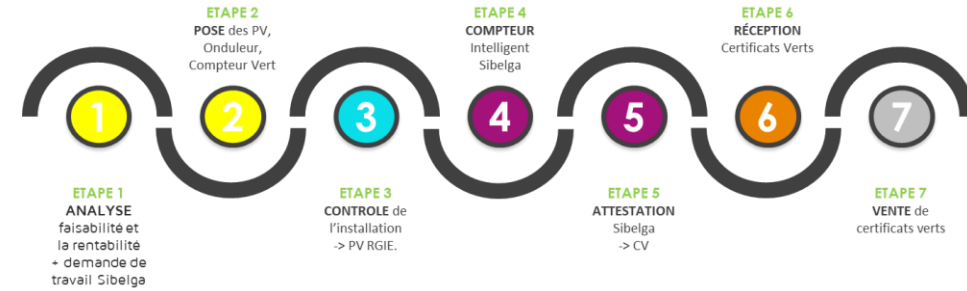 ETAPE 2
POSE des PV,
Onduleur,
Compteur Vert
ETAPE 4
COMPTEUR
Intelligent
Sibelga
ETAPE 6
RÉCEPTION
Certificats Verts
1
2
3
4
5
6
7
ETAPE 1
ANALYSE
faisabilité et
la rentabilité
+ demande de
travail Sibelga
ETAPE 3
CONTROLE de
l'installation
-> PV RGIE.
ETAPE 5
ATTESTATION
Sibelga
-> CV
ETAPE 7
VENTE de
certificats verts